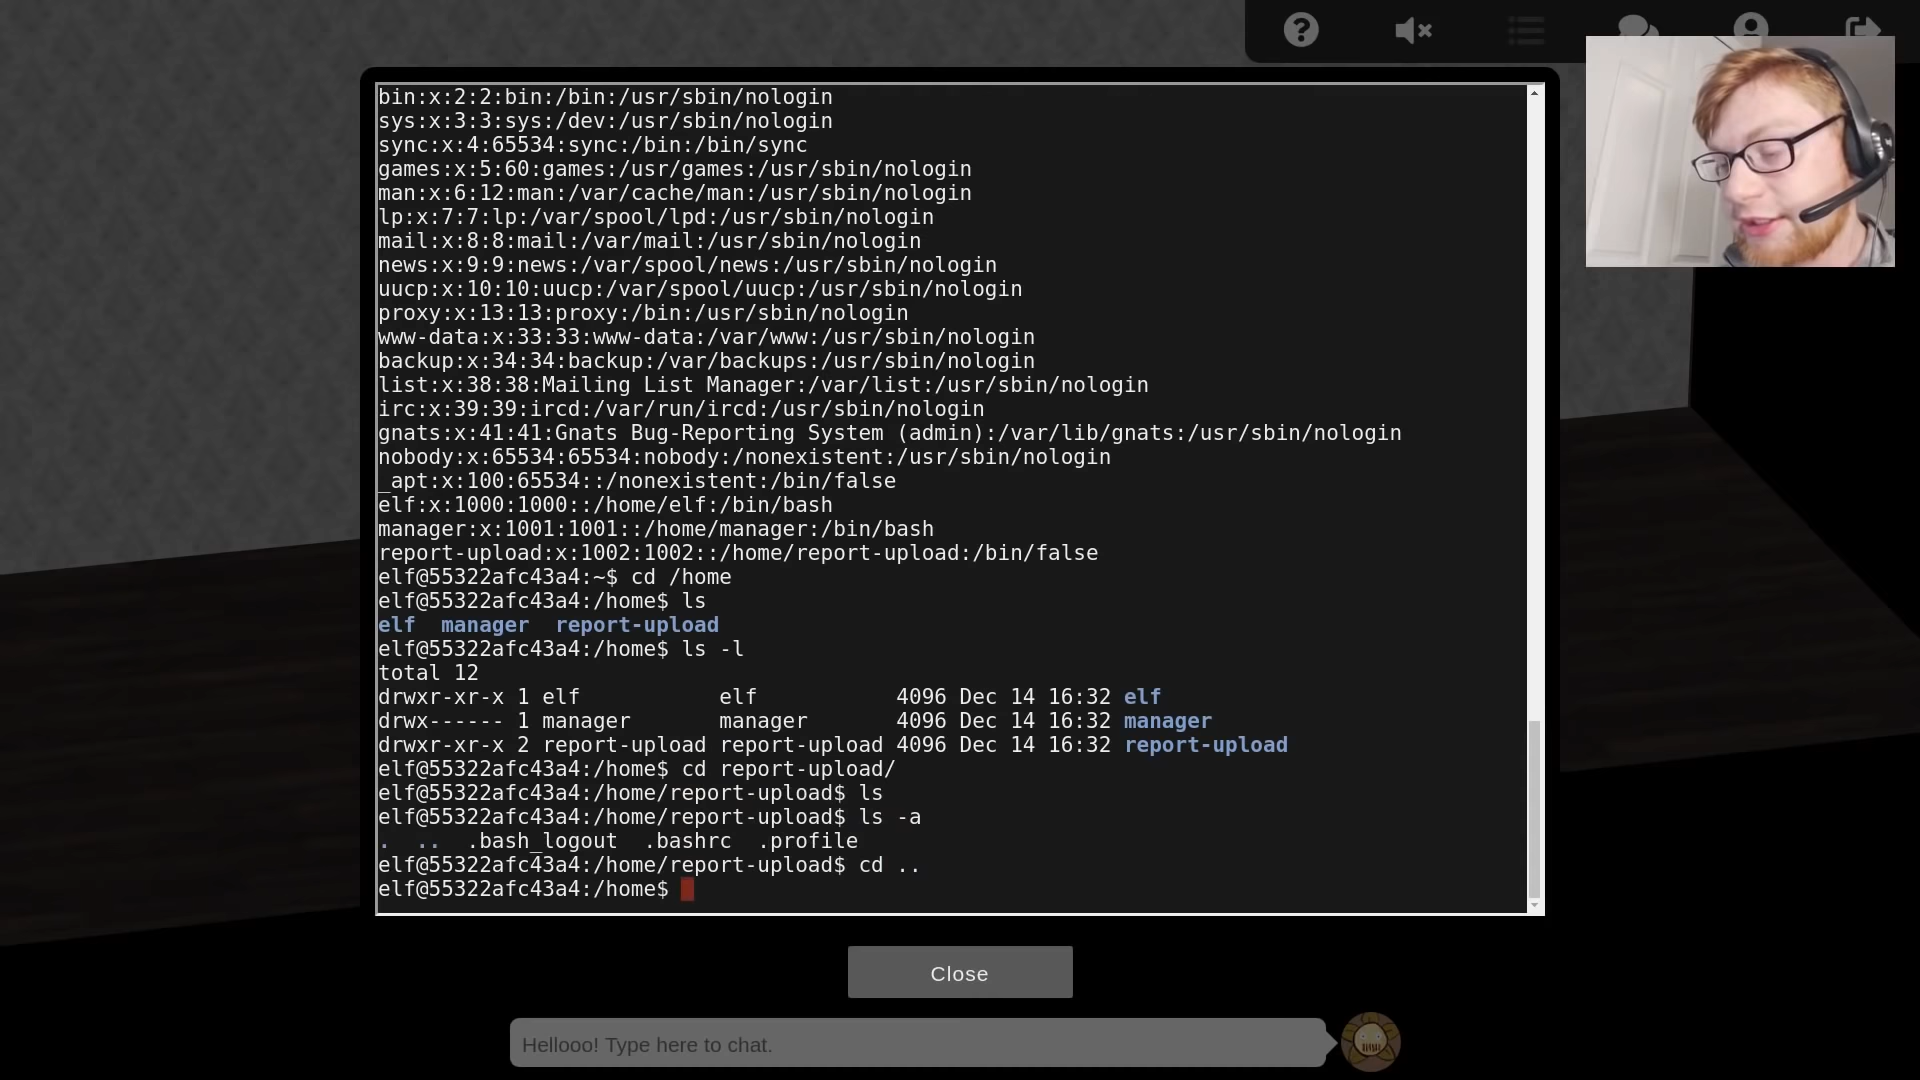 bin:x:2:2:bin:/bin:/usr/sbin/nologin
sys:x:3:3:sys:/dev:/usr/sbin/nologin
sync:x:4:65534:sync:/bin:/bin/sync
games:x:5:60:games:/usr/games:/usr/sbin/nologin
man:x:6:12:man:/var/cache/man:/usr/sbin/nologin
lp:x:7:7:lp:/var/spool/lpd:/usr/sbin/nologin
mail:x:8:8:mail:/var/mail:/usr/sbin/nologin
news:x:9:9:news:/var/spool/news:/usr/sbin/nologin
uucp:x:10:10:uucp:/var/spool/uucp:/usr/sbin/nologin
proxy:x:13:13:proxy:/bin:/usr/sbin/nologin
www-data:x:33:33:www-data:/var/www:/usr/sbin/nologin
backup:x:34:34:backup:/var/backups:/usr/sbin/nologin
list:x:38:38:Mailing List Manager:/var/list:/usr/sbin/nologin
irc:x:39:39:ircd:/var/run/ircd:/usr/sbin/nologin
gnats:x:41:41:Gnats Bug-Reporting System (admin):/var/lib/gnats:/usr/sbin/nologin
nobody:x:65534:65534:nobody:/nonexistent:/usr/sbin/nologin
_apt:x:100:65534::/nonexistent:/bin/false
elf:x:1000:1000::/home/elf:/bin/bash
manager:x:1001:1001::/home/manager:/bin/bash
report-upload:x:1002:1002::/home/report-upload:/bin/false
elf@55322afc43a4:~$ cd /home
elf@55322afc43a4:/home$ ls
elf  manager  report-upload
elf@55322afc43a4:/home$ ls -l
total 12
drwxr-xr-x 1 elf           elf           4096 Dec 14 16:32 elf
drwx------ 1 manager       manager       4096 Dec 14 16:32 manager
drwxr-xr-x 2 report-upload report-upload 4096 Dec 14 16:32 report-upload
elf@55322afc43a4:/home$ cd report-upload/
elf@55322afc43a4:/home/report-upload$ ls
elf@55322afc43a4:/home/report-upload$ ls -a
.  ..  .bash_logout  .bashrc  .profile
elf@55322afc43a4:/home/report-upload$ cd ..
elf@55322afc43a4:/home$
Close
Hellooo! Type here to chat.